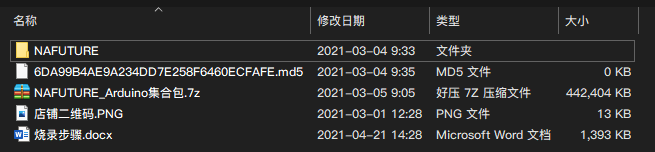 名称 修改日期 类型 大小
NAFUTURE 2021-03-04 9:33 文件夹
6DA99B4AE9A234DD7E258F6460ECFAFE.md5 2021-03-04 9:35 MD5 文件 0 KB
NAFUTURE_Arduino集合包.7z 2021-03-05 9:05 好压 7Z 压缩文件 442,404 KB
店铺二维码.PNG 2021-03-01 12:28 PNG 文件 13 KB
烧录步骤.docx 2021-04-21 14:28 Microsoft Word 文档 1,393 KB